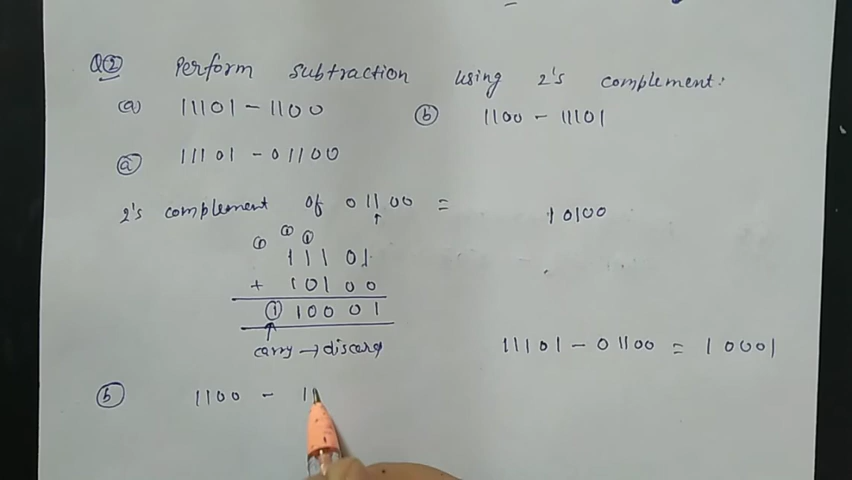 Q② Perform subtraction using 2's complement:
(a) 11101 - 1100 (b) 1100 - 11101
(a) 11101 - 01100
2's complement of 01100 = 10100
① ① ①
11101
+ 10100
① 10001
carry → discard
11101 - 01100 = 10001
(b) 1100 - 11